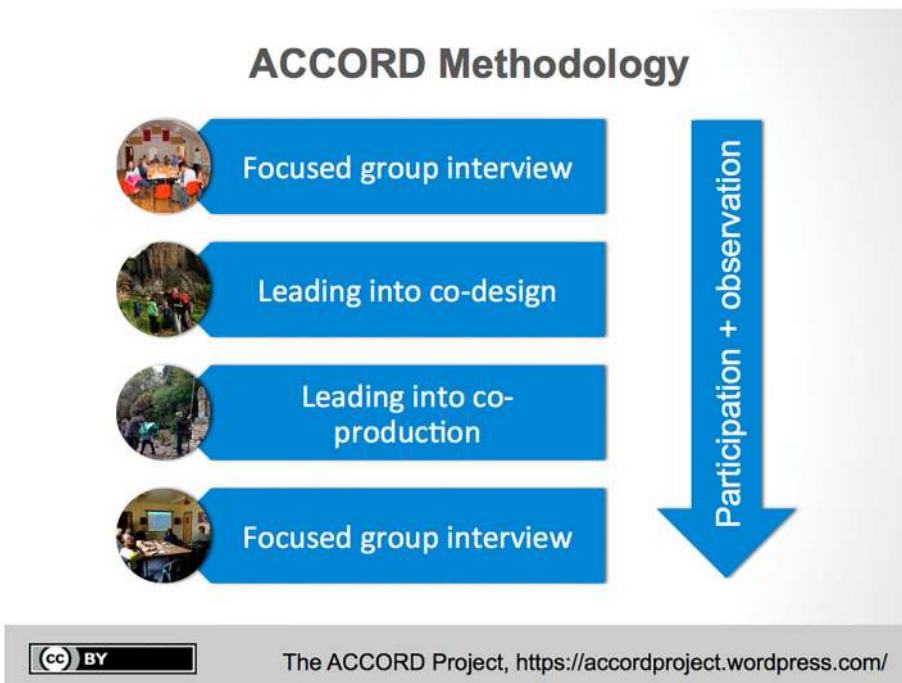 ACCORD Methodology
Focused group interview
Leading into co-design
Leading into co-
production
Focused group interview
Participation + observation
cc BY
The ACCORD Project, https://accordproject.wordpress.com/